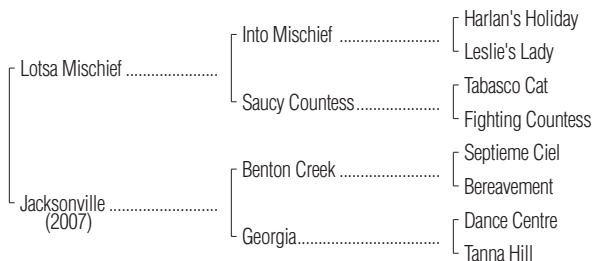 Harlan's Holiday
Into Mischief ........................
Leslie's Lady
Lotsa Mischief ......................
Tabasco Cat
Saucy Countess....................
Fighting Countess
Septieme Ciel
Benton Creek ........................
Bereavement
Jacksonville ..........................
(2007)
Dance Centre
Georgia..................................
Tanna Hill